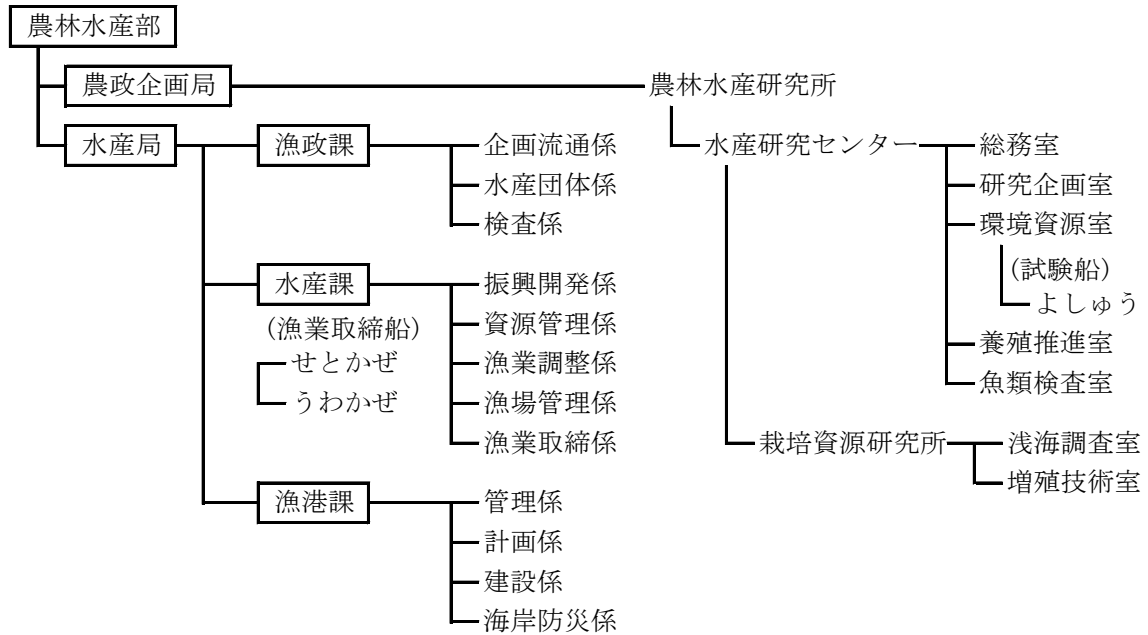 農林水産部
農政企画局
農林水産研究所
水産局
漁政課
企画流通係
水産団体係
検査係
水産課
(漁業取締船)
せとかぜ
うわかぜ
振興開発係
資源管理係
漁業調整係
漁場管理係
漁業取締係
漁港課
管理係
計画係
建設係
海岸防災係
水産研究センター
総務室
研究企画室
環境資源室
(試験船)
よしゅう
養殖推進室
魚類検査室
栽培資源研究所
浅海調査室
増殖技術室